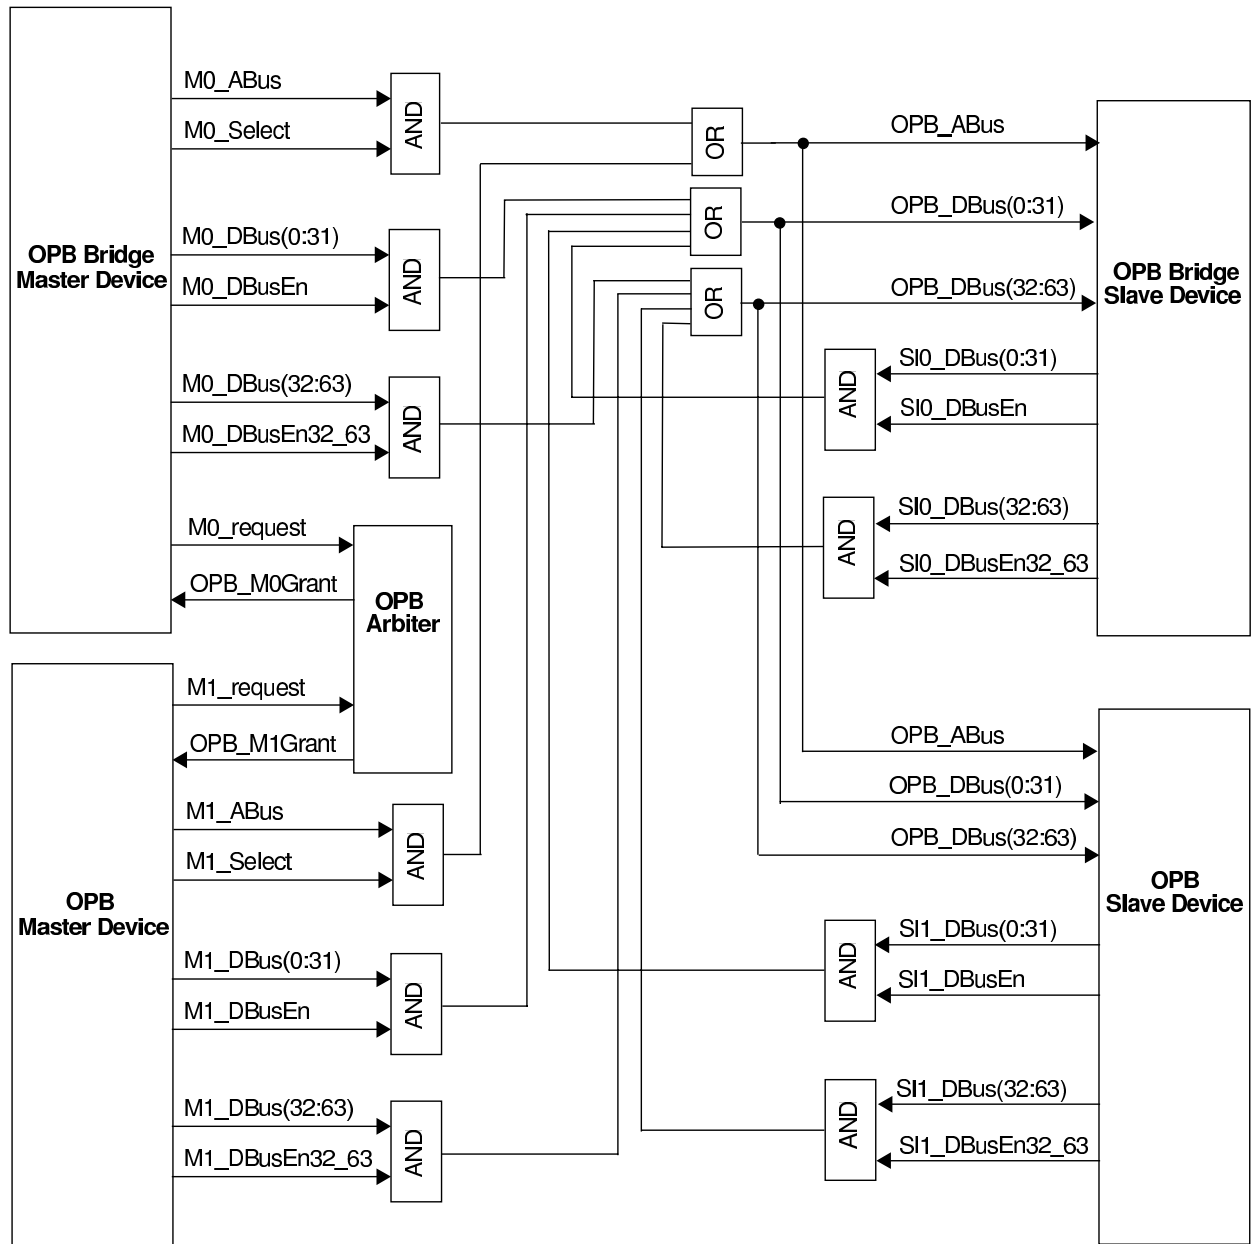 M0_ABus
M0_Select
AND
OR
OPB_ABus
OPB Bridge
Master Device
M0_DBus(0:31)
M0_DBusEn
AND
OR
OPB_DBus(0:31)
OPB Bridge
Slave Device
OR
OPB_DBus(32:63)
M0_DBus(32:63)
M0_DBusEn32_63
AND
AND
Sl0_DBus(0:31)
Sl0_DBusEn
M0_request
OPB_M0Grant
OPB
Arbiter
AND
Sl0_DBus(32:63)
Sl0_DBusEn32_63
M1_request
OPB_M1Grant
OPB_ABus
OPB_DBus(0:31)
OPB_DBus(32:63)
M1_ABus
M1_Select
AND
OPB
Master Device
OPB
Slave Device
M1_DBus(0:31)
M1_DBusEn
AND
AND
Sl1_DBus(0:31)
Sl1_DBusEn
M1_DBus(32:63)
M1_DBusEn32_63
AND
AND
Sl1_DBus(32:63)
Sl1_DBusEn32_63